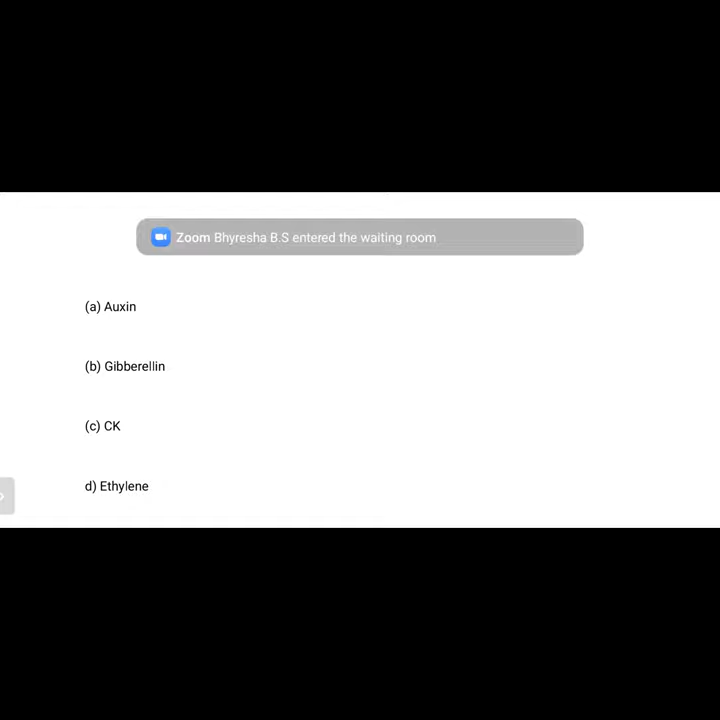 Zoom Bhyresha B.S entered the waiting room
(a) Auxin
(b) Gibberellin
(c) CK
d) Ethylene